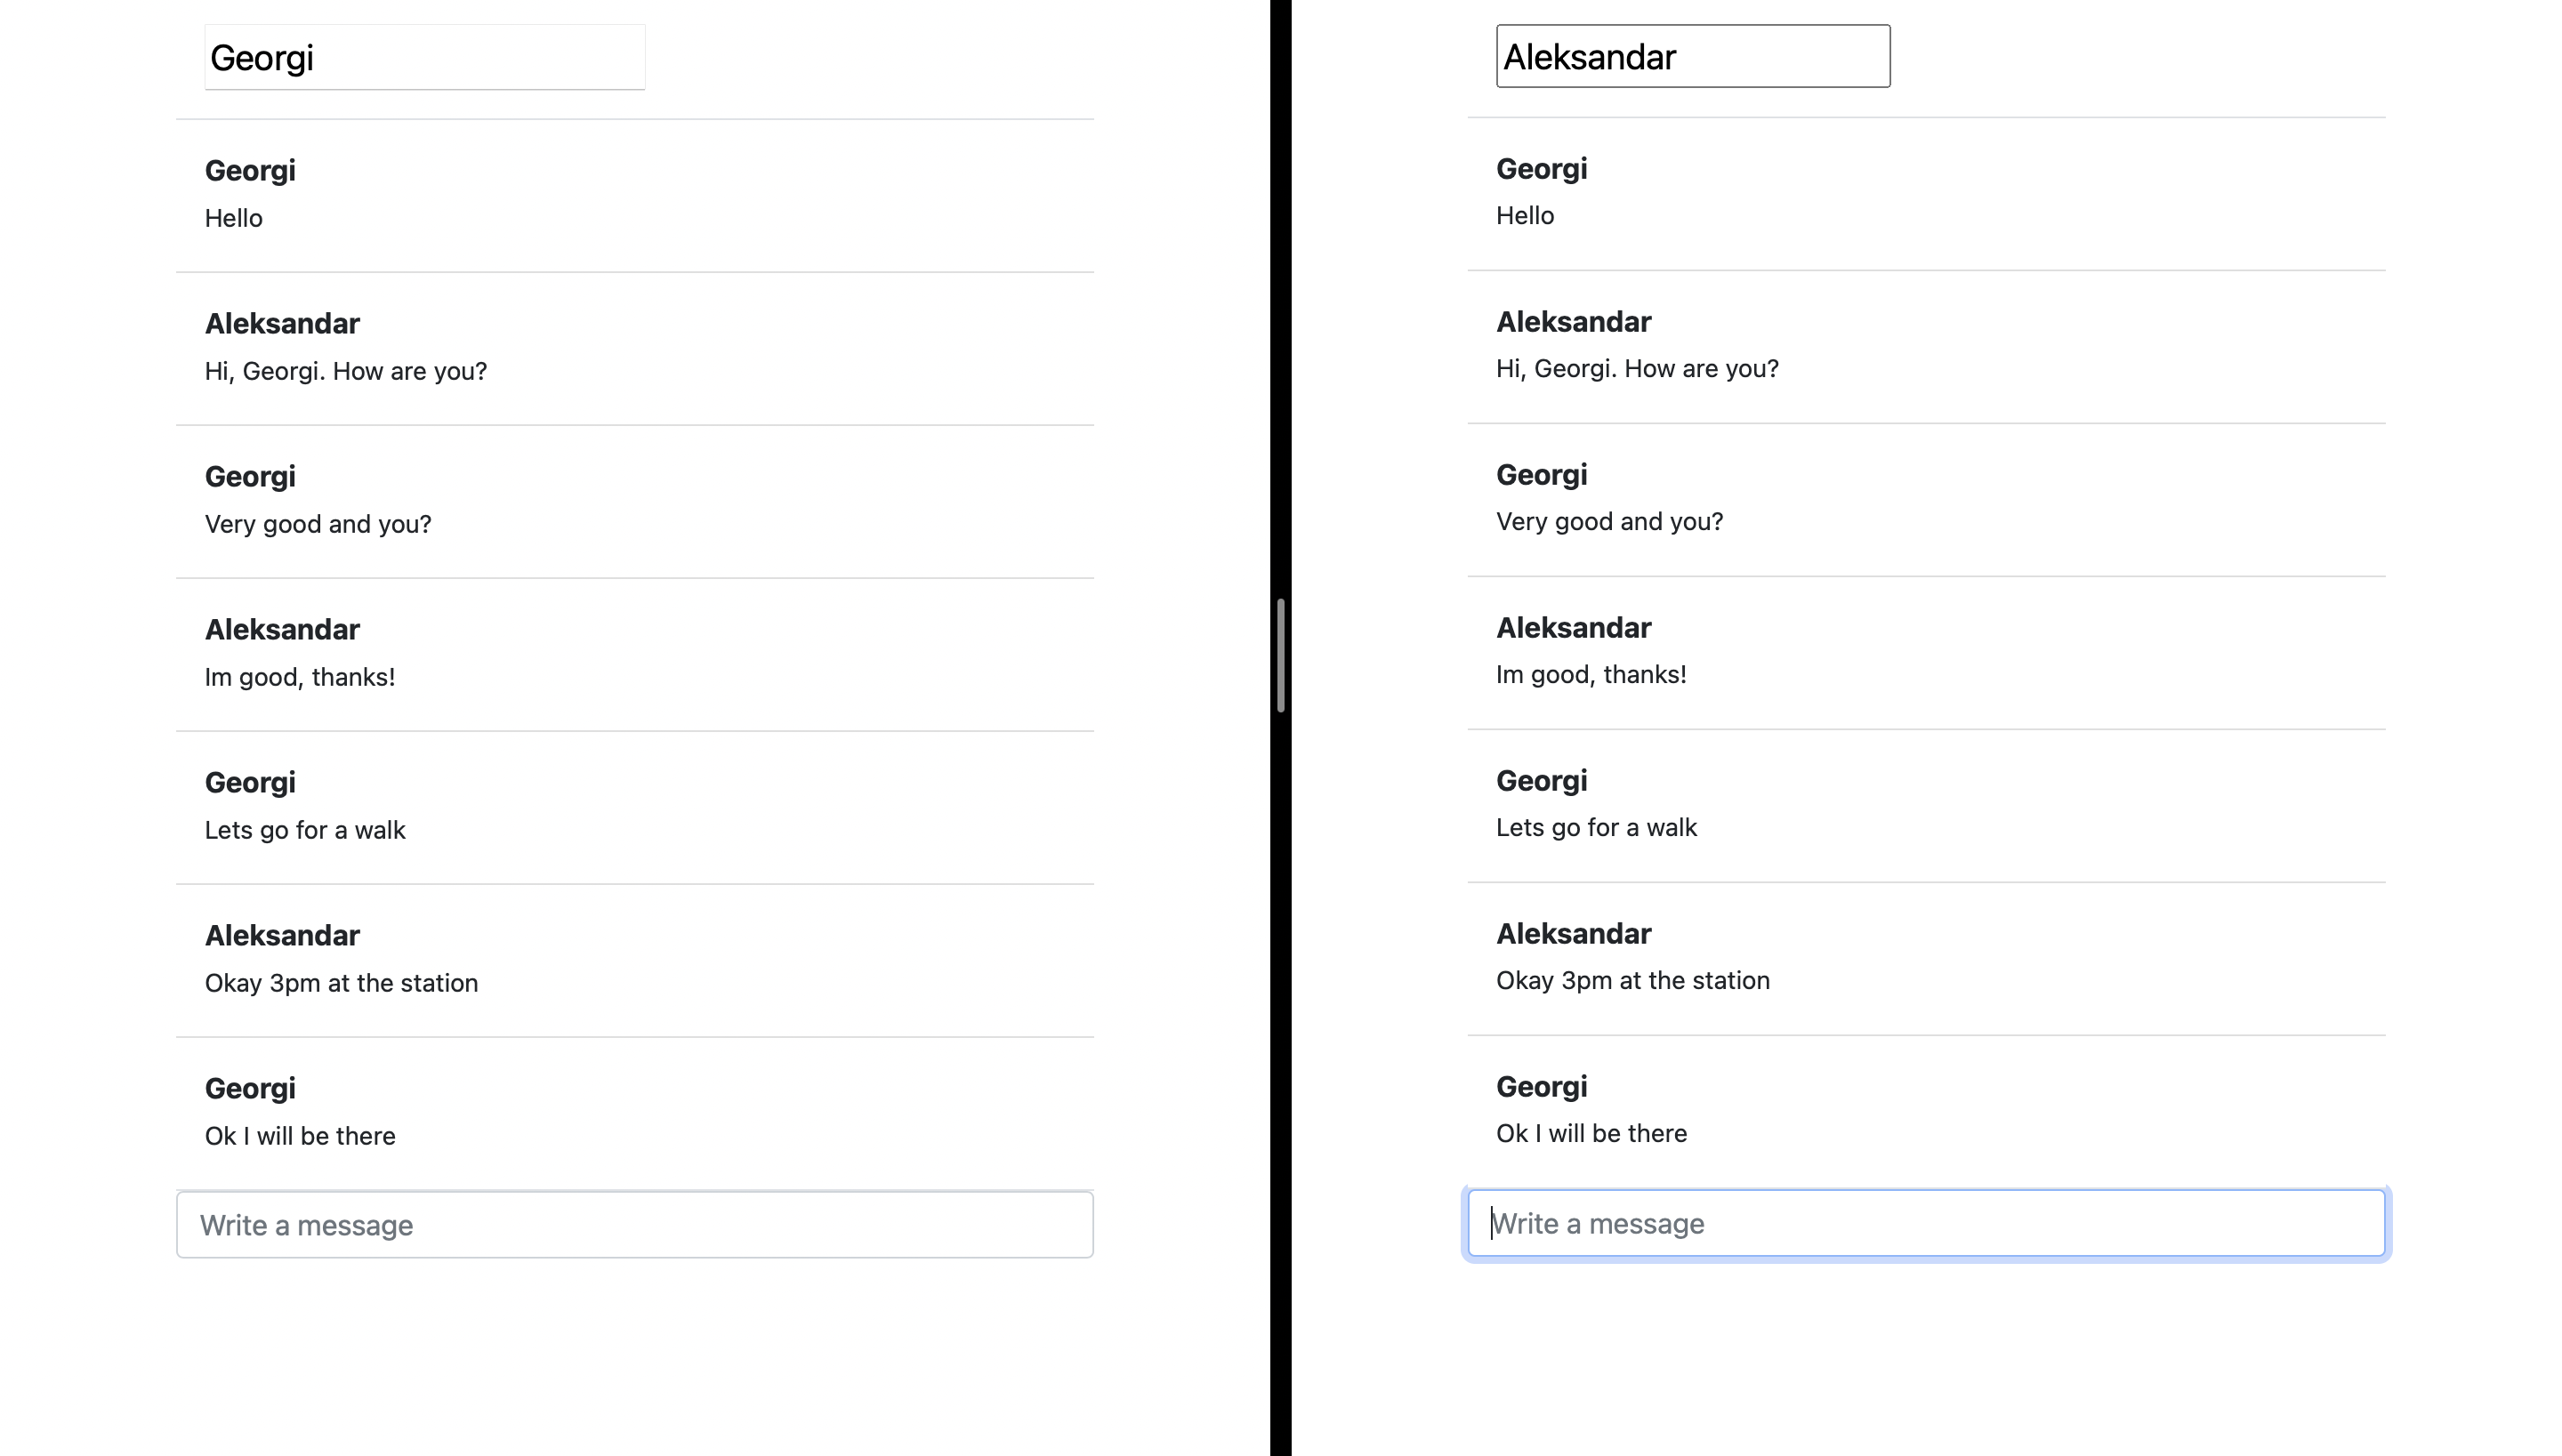 Georgi
Georgi
Hello
Aleksandar
Hi, Georgi. How are you?
Georgi
Very good and you?
Aleksandar
Im good, thanks!
Georgi
Lets go for a walk
Aleksandar
Okay 3pm at the station
Georgi
Ok I will be there
Write a message
Aleksandar
Georgi
Hello
Aleksandar
Hi, Georgi. How are you?
Georgi
Very good and you?
Aleksandar
Im good, thanks!
Georgi
Lets go for a walk
Aleksandar
Okay 3pm at the station
Georgi
Ok I will be there
Write a message